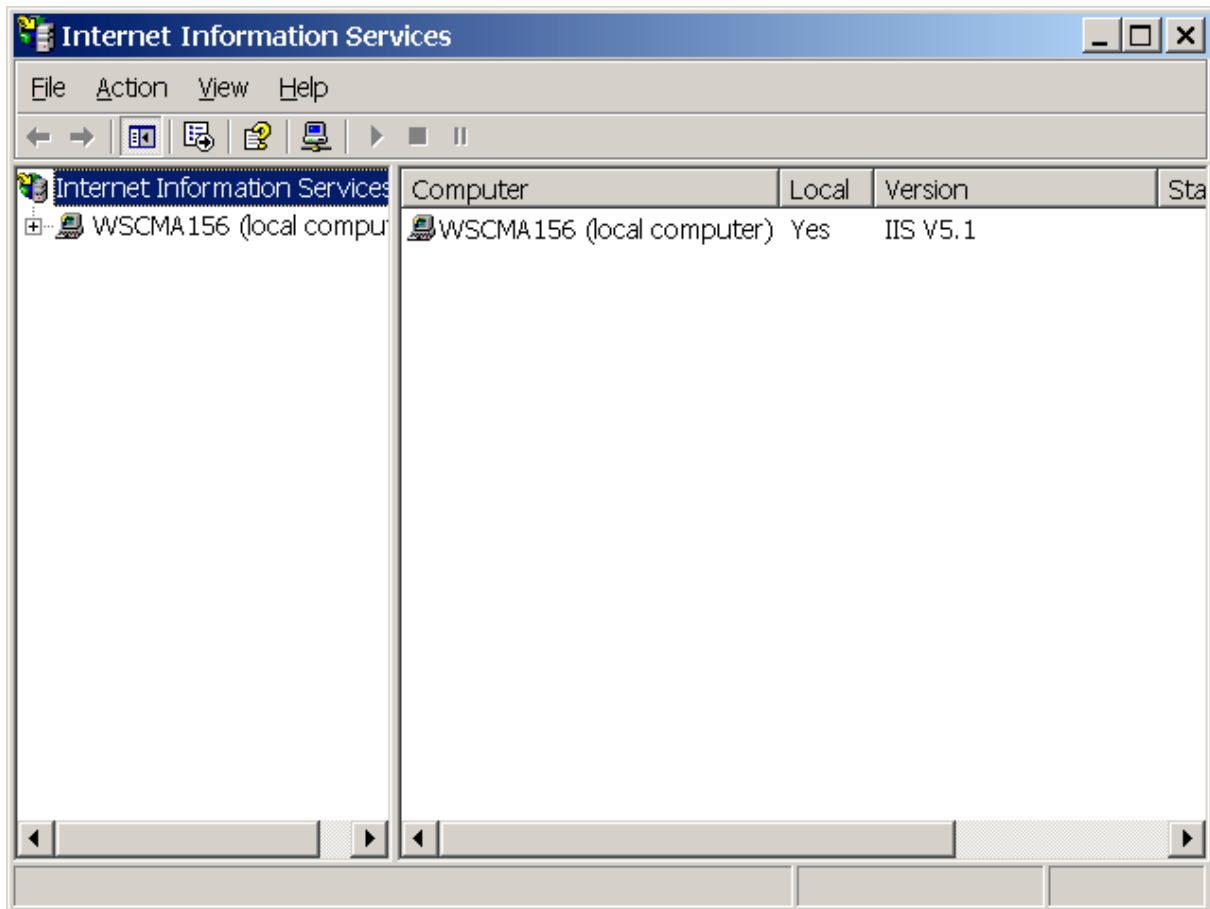 Internet Information Services
File Action View Help
Internet Information Services
WSCMA156 (local compu
Computer Local Version Sta
WSCMA156 (local computer) Yes IIS V5.1